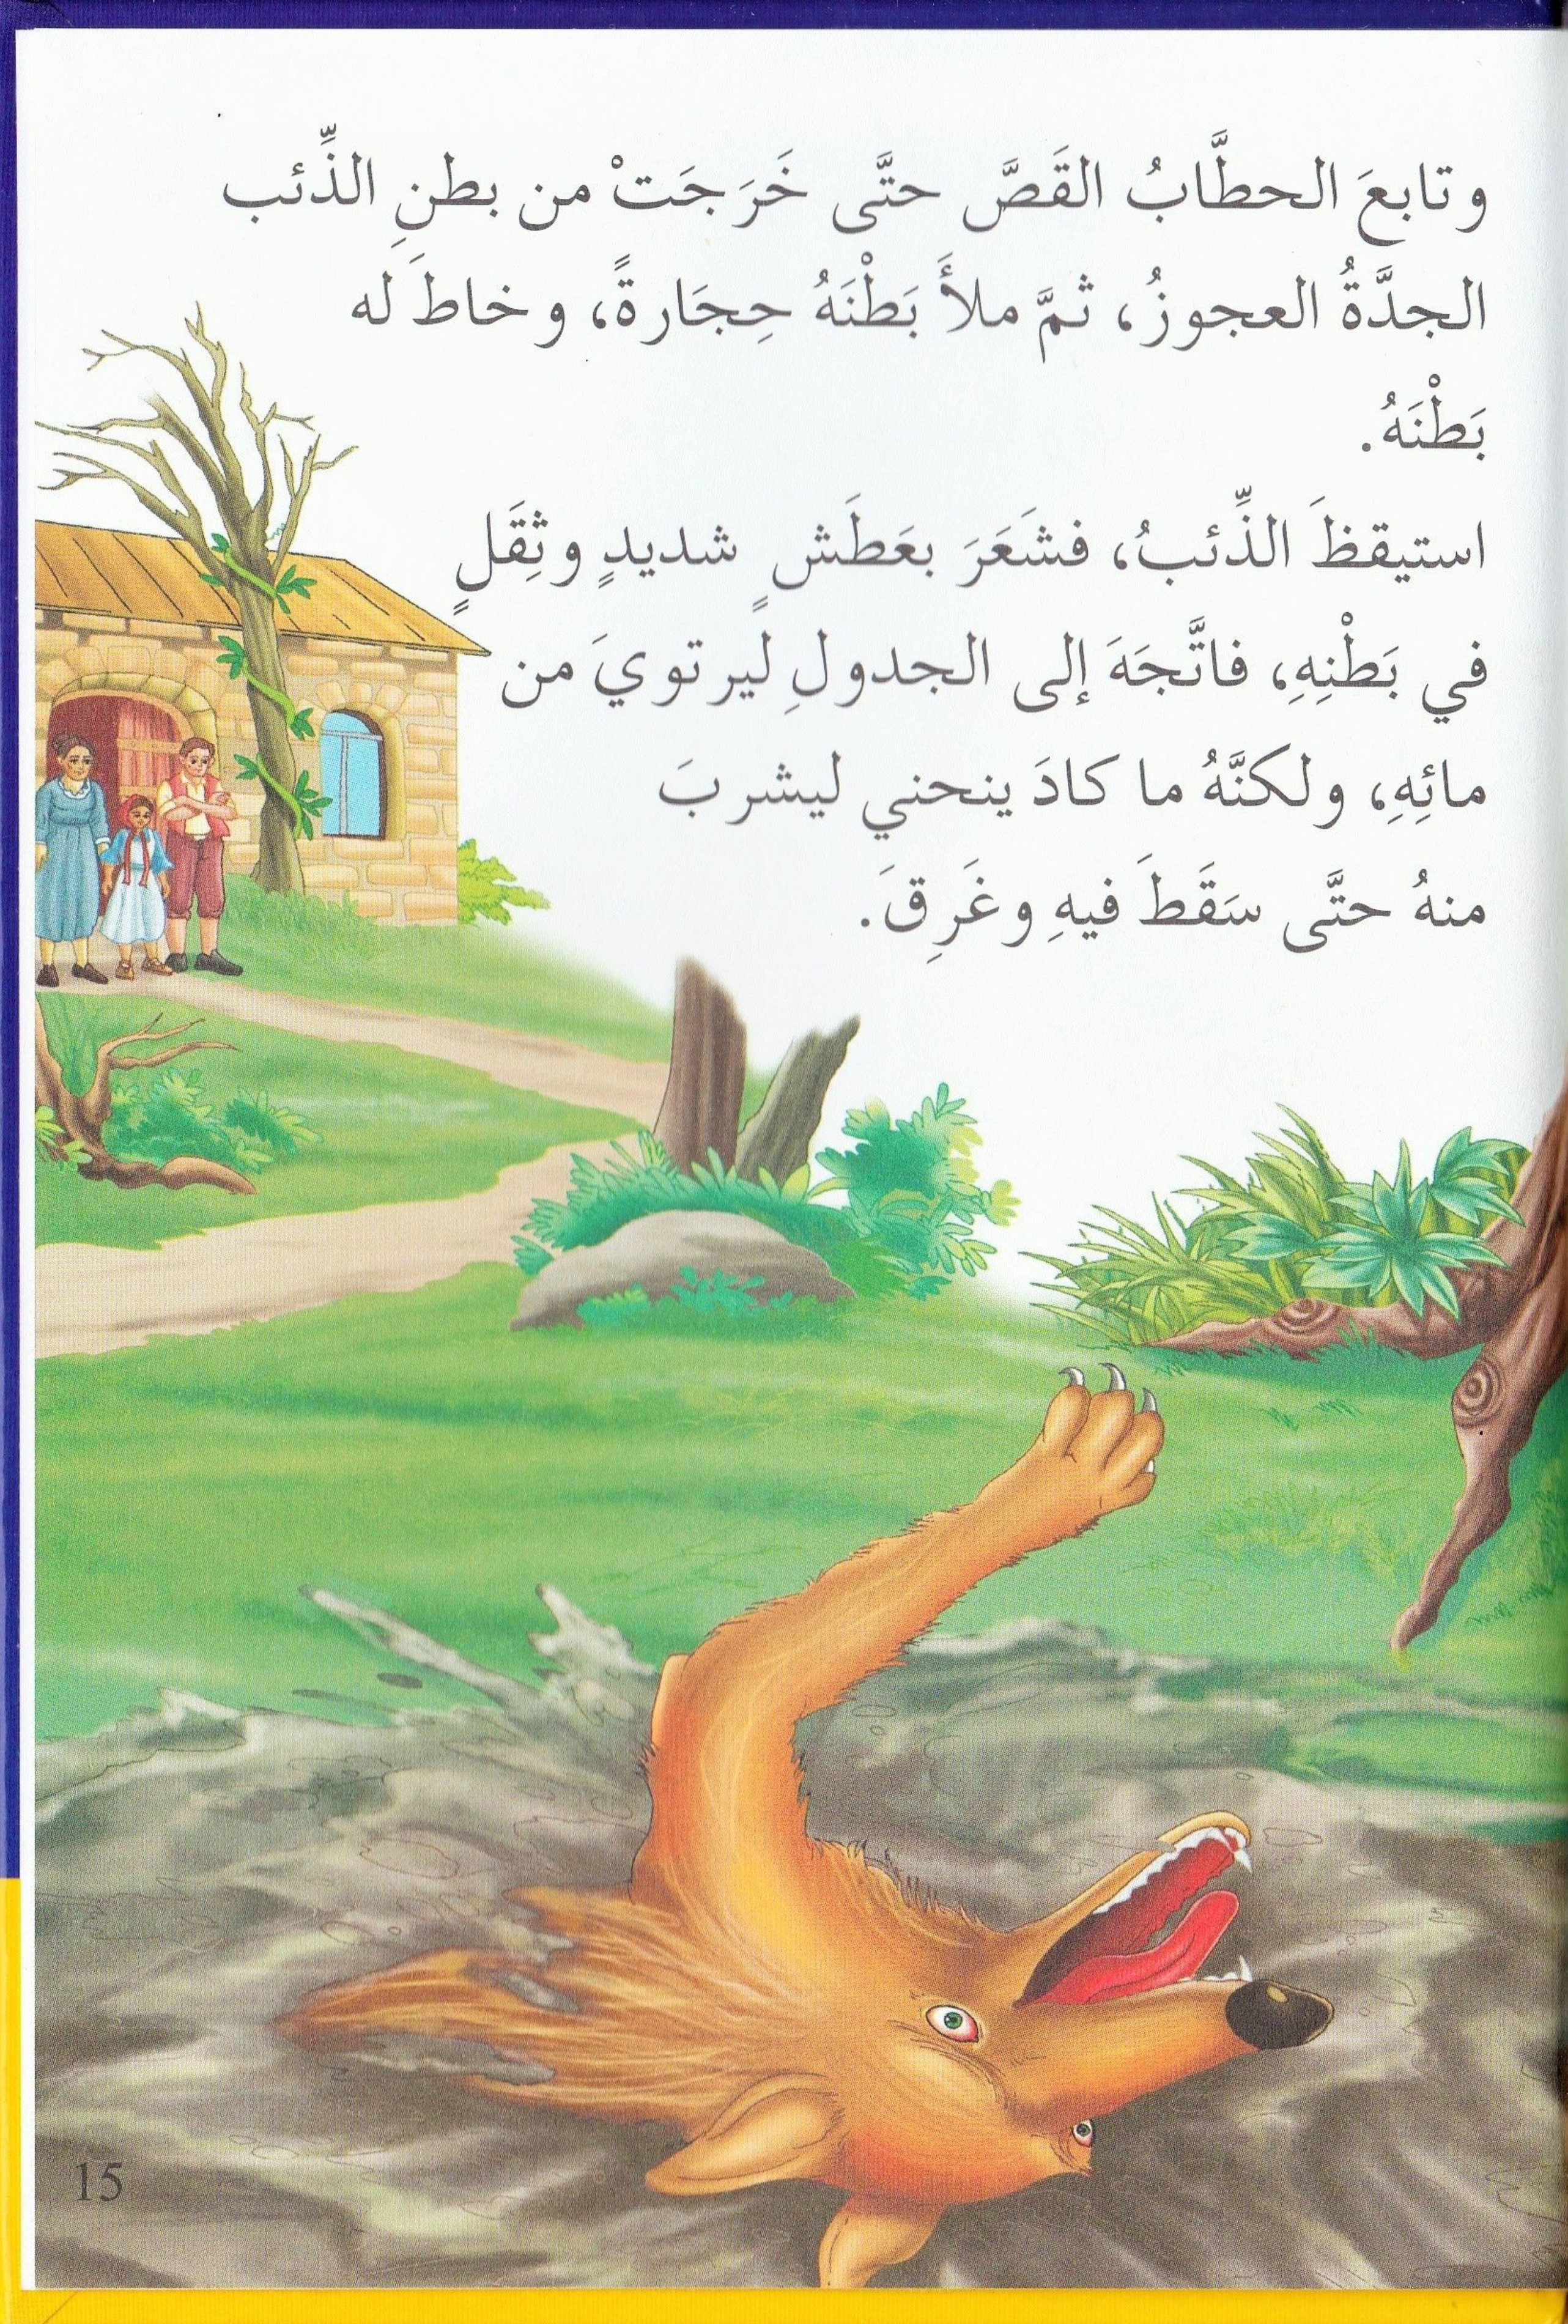 وتابعَ الحطَّابُ القَصَّ حتَّى خَرَجَتْ من بطنِ الذِّئب
الجدَّةُ العجوزُ، ثمَّ ملأَ بَطْنَهُ حِجَارةً، وخاطَ له
بَطْنَهُ.
استيقظَ الذِّئبُ، فشَعَرَ بعَطَشٍ شديدٍ وثِقَلٍ
في بَطْنِهِ، فاتَّجَهَ إلى الجدولِ ليرتويَ من
مائِهِ، ولكنَّهُ ما كادَ ينحني ليشربَ
منهُ حتَّى سَقَطَ فيهِ وغَرِقَ.
15